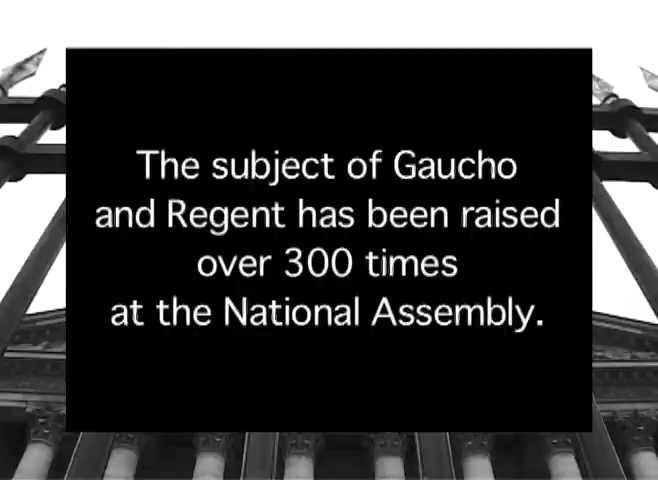 The subject of Gaucho
and Regent has been raised
over 300 times
at the National Assembly.